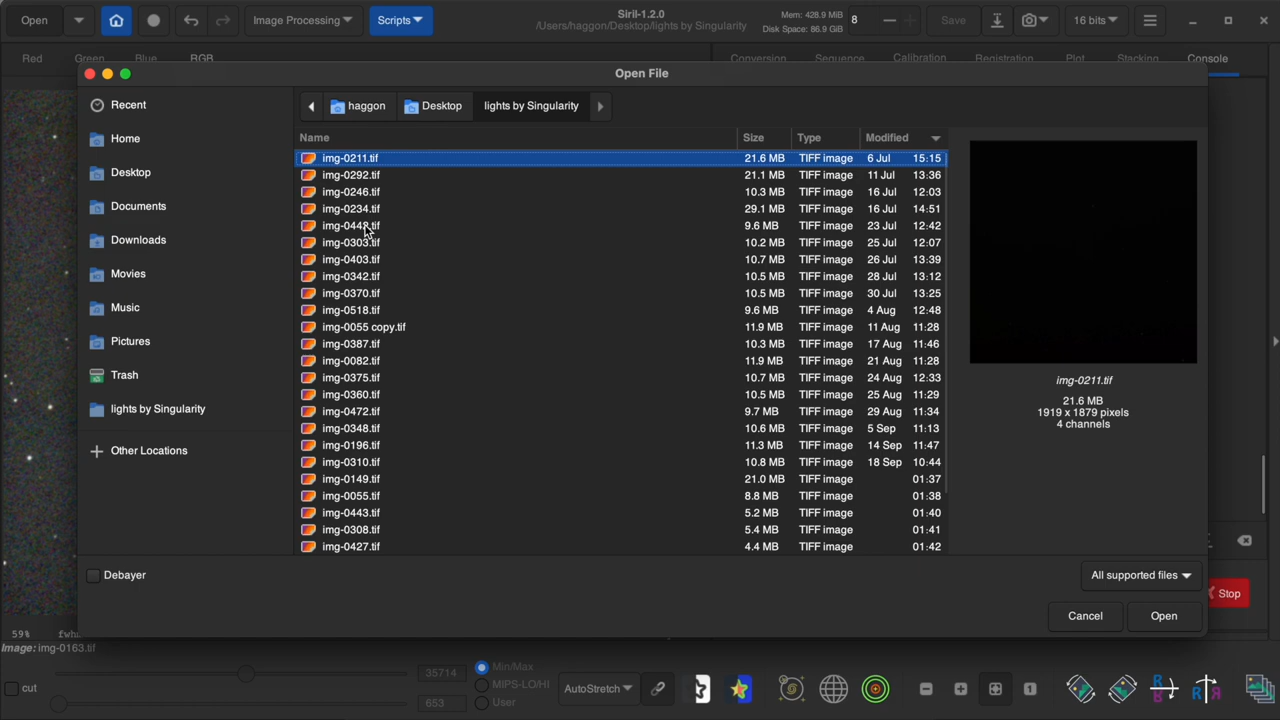 Open
Image Processing
Scripts
Siril-1.2.0
/Users/haggon/Desktop/lights by Singularity
Mem: 428.9 MiB
Disk Space: 86.9 GiB
8
Save
16 bits
Red Green Blue RGB
Conversion Sequence Calibration Registration Plot Stacking Console
Open File
Recent
Home
Desktop
Documents
Downloads
Movies
Music
Pictures
Trash
lights by Singularity
Other Locations
haggon Desktop lights by Singularity
Name Size Type Modified
img-0211.tif 21.6 MB TIFF image 6 Jul 15:15
img-0292.tif 21.1 MB TIFF image 11 Jul 13:36
img-0246.tif 10.3 MB TIFF image 16 Jul 12:03
img-0234.tif 29.1 MB TIFF image 16 Jul 14:51
9.6 MB TIFF image 23 Jul 12:42
img-0303.tif 10.2 MB TIFF image 25 Jul 12:07
img-0403.tif 10.7 MB TIFF image 26 Jul 13:39
img-0342.tif 10.5 MB TIFF image 28 Jul 13:12
img-0370.tif 10.5 MB TIFF image 30 Jul 13:25
img-0518.tif 9.6 MB TIFF image 4 Aug 12:48
img-0055 copy.tif 11.9 MB TIFF image 11 Aug 11:28
img-0387.tif 10.3 MB TIFF image 17 Aug 11:46
img-0082.tif 11.9 MB TIFF image 21 Aug 11:28
img-0375.tif 10.7 MB TIFF image 24 Aug 12:33
img-0360.tif 10.5 MB TIFF image 25 Aug 11:29
img-0472.tif 9.7 MB TIFF image 29 Aug 11:34
img-0348.tif 10.6 MB TIFF image 5 Sep 11:13
img-0196.tif 11.3 MB TIFF image 14 Sep 11:47
img-0310.tif 10.8 MB TIFF image 18 Sep 10:44
img-0149.tif 21.0 MB TIFF image 01:37
img-0055.tif 8.8 MB TIFF image 01:38
img-0443.tif 5.2 MB TIFF image 01:40
img-0308.tif 5.4 MB TIFF image 01:41
img-0427.tif 4.4 MB TIFF image 01:42
img-0211.tif
21.6 MB
1919 x 1879 pixels
4 channels
Debayer
All supported files
Cancel
Open
Stop
59%
Image: img-0163.tif
cut
35714
653
Min/Max
MIPS-LO/HI
User
AutoStretch
R
B
R R
1